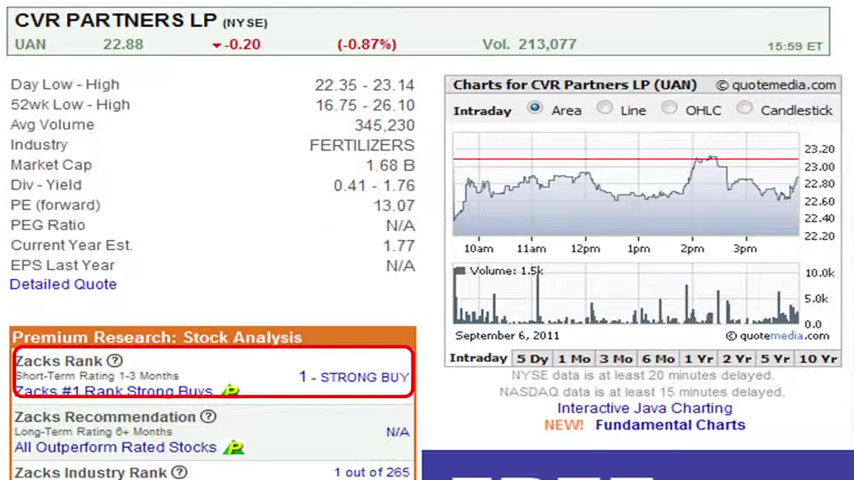 CVR PARTNERS LP (NYSE)
UAN 22.88 -0.20 (-0.87%) Vol. 213,077 15:59 ET
Day Low - High 22.35 - 23.14
52wk Low - High 16.75 - 26.10
Avg Volume 345,230
Industry FERTILIZERS
Market Cap 1.68 B
Div - Yield 0.41 - 1.76
PE (forward) 13.07
PEG Ratio N/A
Current Year Est. 1.77
EPS Last Year N/A
Detailed Quote
Charts for CVR Partners LP (UAN) © quotemedia.com
Intraday Area Line OHLC Candlestick
23.20
23.00
22.80
22.60
22.40
22.20
10am 11am 12pm 1pm 2pm 3pm
Volume: 1.5k
10.0k
5.0k
0.0
September 6, 2011 © quotemedia.com
Intraday 5 Dy 1 Mo 3 Mo 6 Mo 1 Yr 2 Yr 5 Yr 10 Yr
NYSE data is at least 20 minutes delayed.
NASDAQ data is at least 15 minutes delayed.
Interactive Java Charting
NEW! Fundamental Charts
Premium Research: Stock Analysis
Zacks Rank ?
Short-Term Rating 1-3 Months 1 - STRONG BUY
Zacks #1 Rank Strong Buys P
Zacks Recommendation ?
Long-Term Rating 6+ Months N/A
All Outperform Rated Stocks P
Zacks Industry Rank ? 1 out of 265